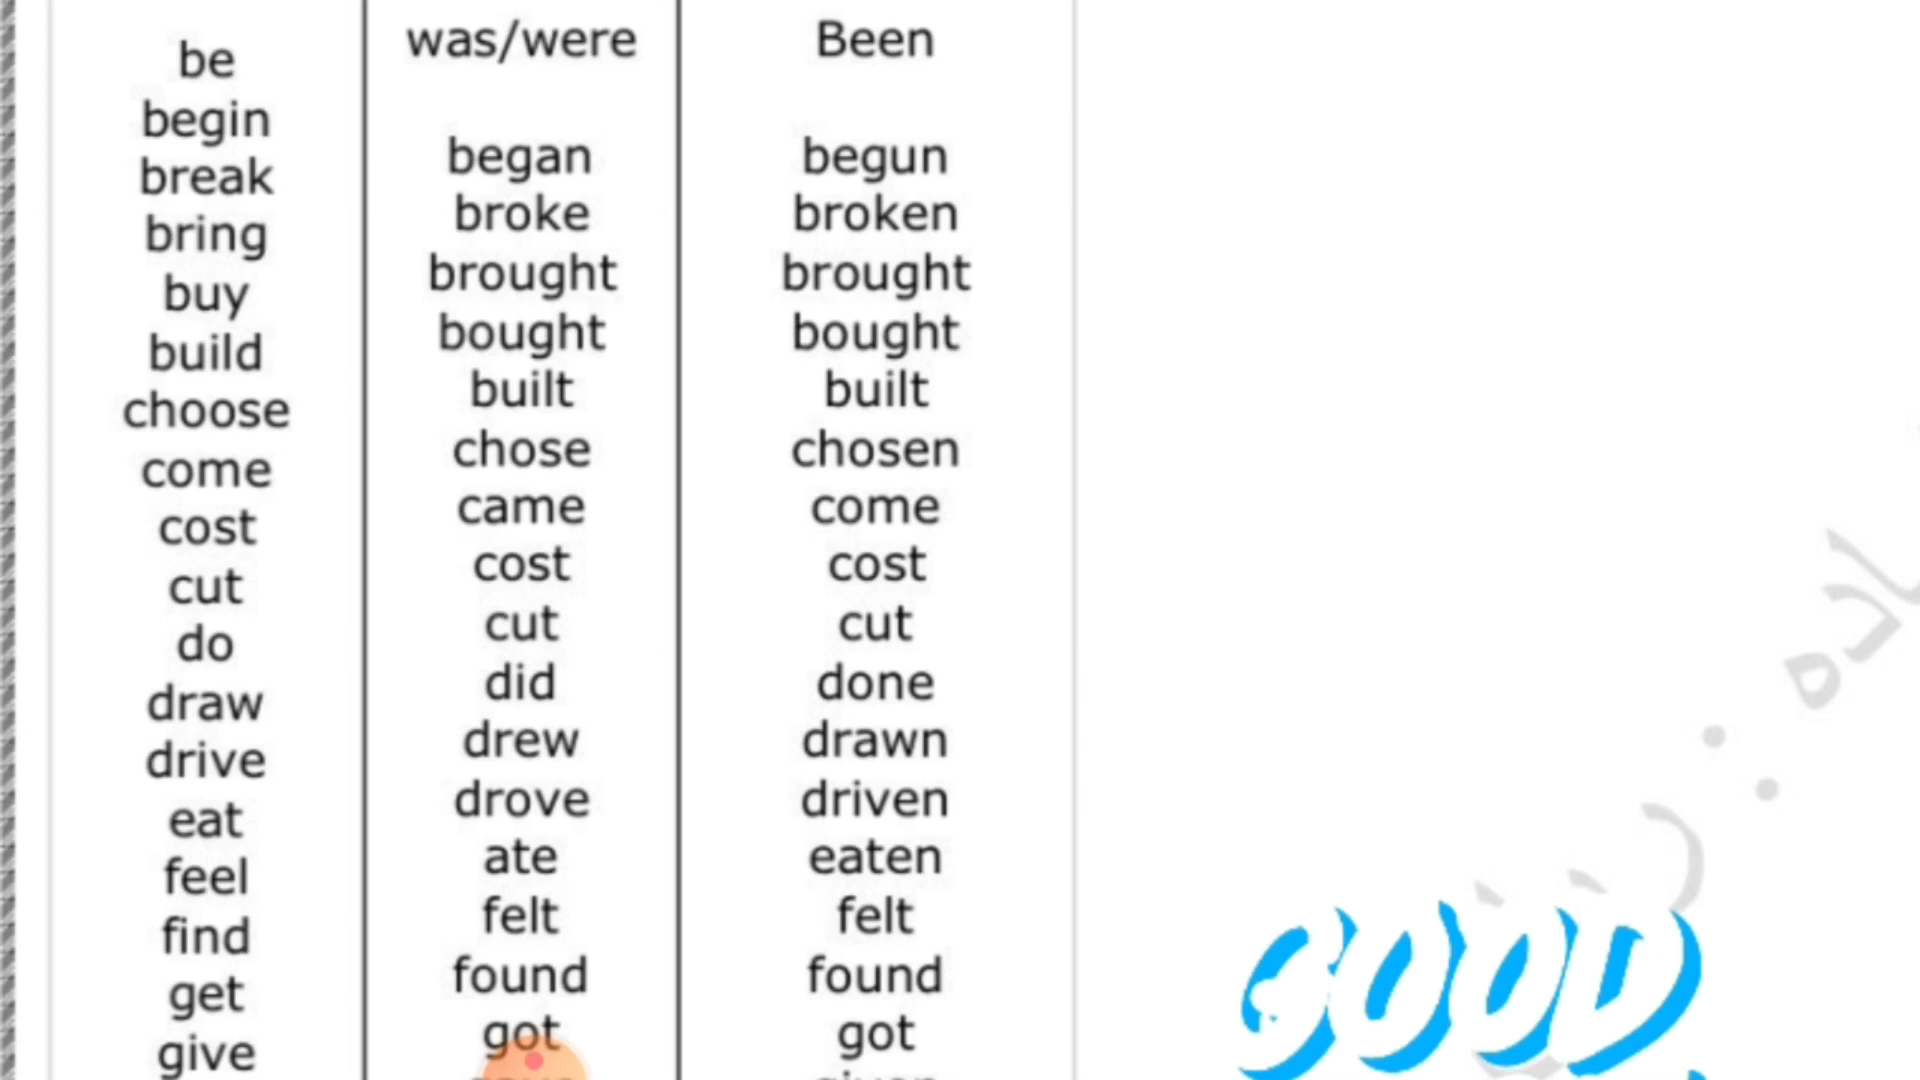 be was/were Been
begin began begun
break broke broken
bring brought brought
buy bought bought
build built built
choose chose chosen
come came come
cost cost cost
cut cut cut
do did done
draw drew drawn
drive drove driven
eat ate eaten
feel felt felt
find found found
get got got
give
GOOD